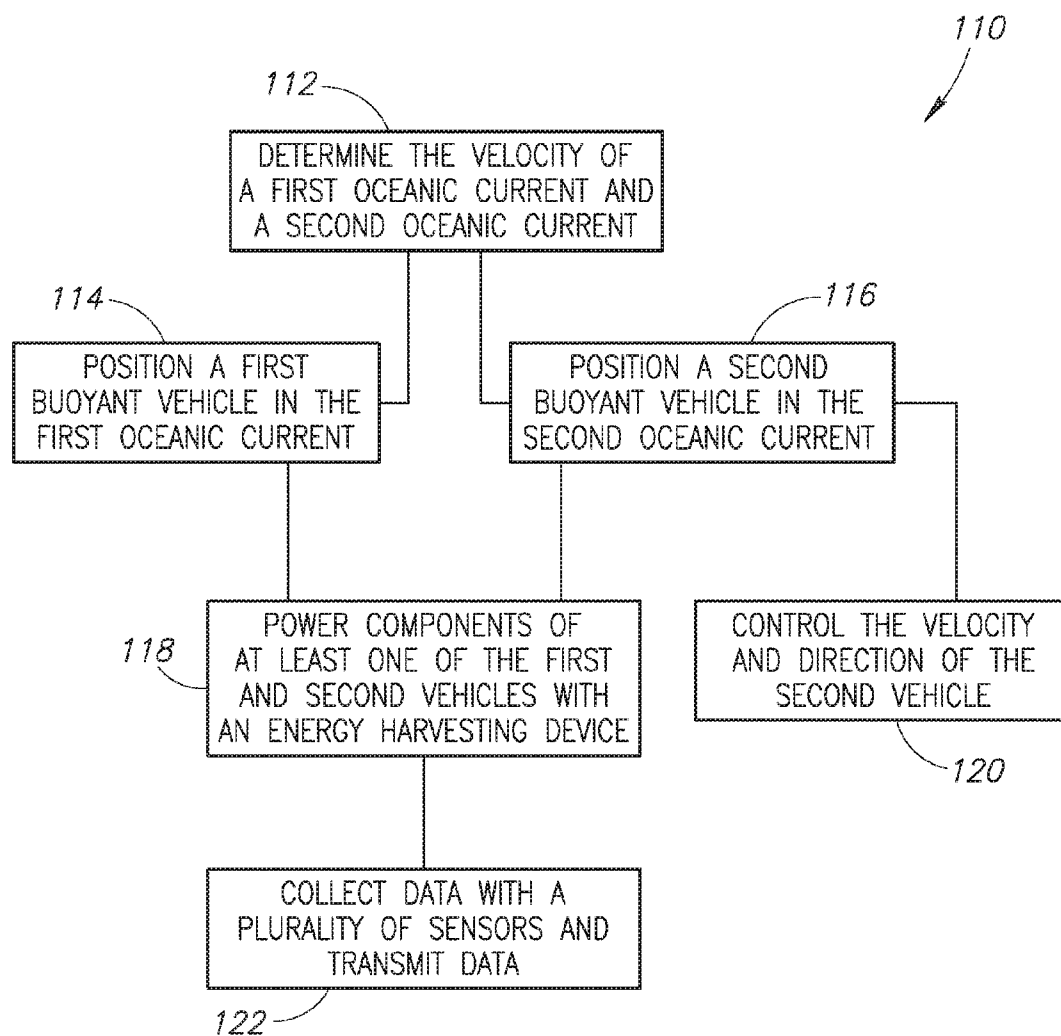 110
112
DETERMINE THE VELOCITY OF
A FIRST OCEANIC CURRENT AND
A SECOND OCEANIC CURRENT
114
POSITION A FIRST
BUOYANT VEHICLE IN THE
FIRST OCEANIC CURRENT
116
POSITION A SECOND
BUOYANT VEHICLE IN THE
SECOND OCEANIC CURRENT
118
POWER COMPONENTS OF
AT LEAST ONE OF THE FIRST
AND SECOND VEHICLES WITH
AN ENERGY HARVESTING DEVICE
CONTROL THE VELOCITY
AND DIRECTION OF THE
SECOND VEHICLE
120
COLLECT DATA WITH A
PLURALITY OF SENSORS AND
TRANSMIT DATA
122